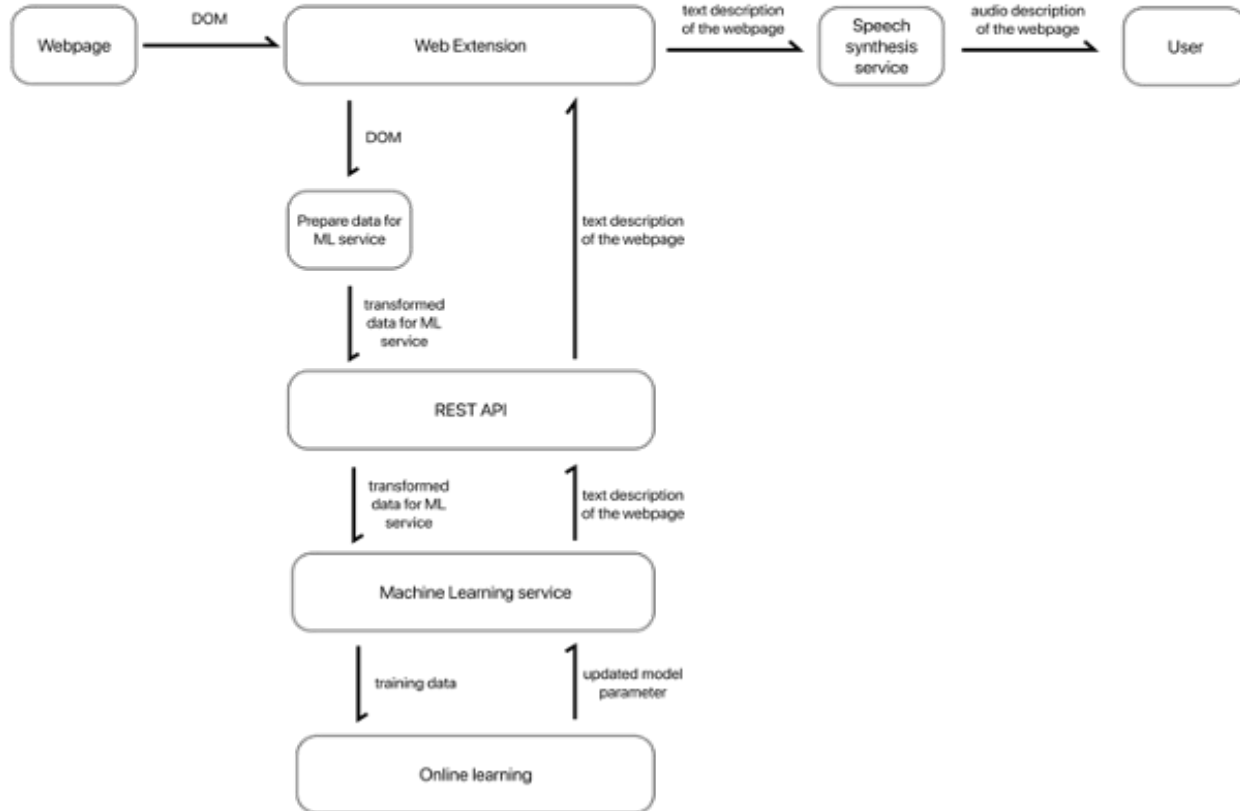 DOM
text description
of the webpage
audio description
of the webpage
Webpage
Web Extension
Speech
synthesis
service
User
DOM
Prepare data for
ML service
text description
of the webpage
transformed
data for ML
service
REST API
transformed
data for ML
service
text description
of the webpage
Machine Learning service
training data
updated model
parameter
Online learning